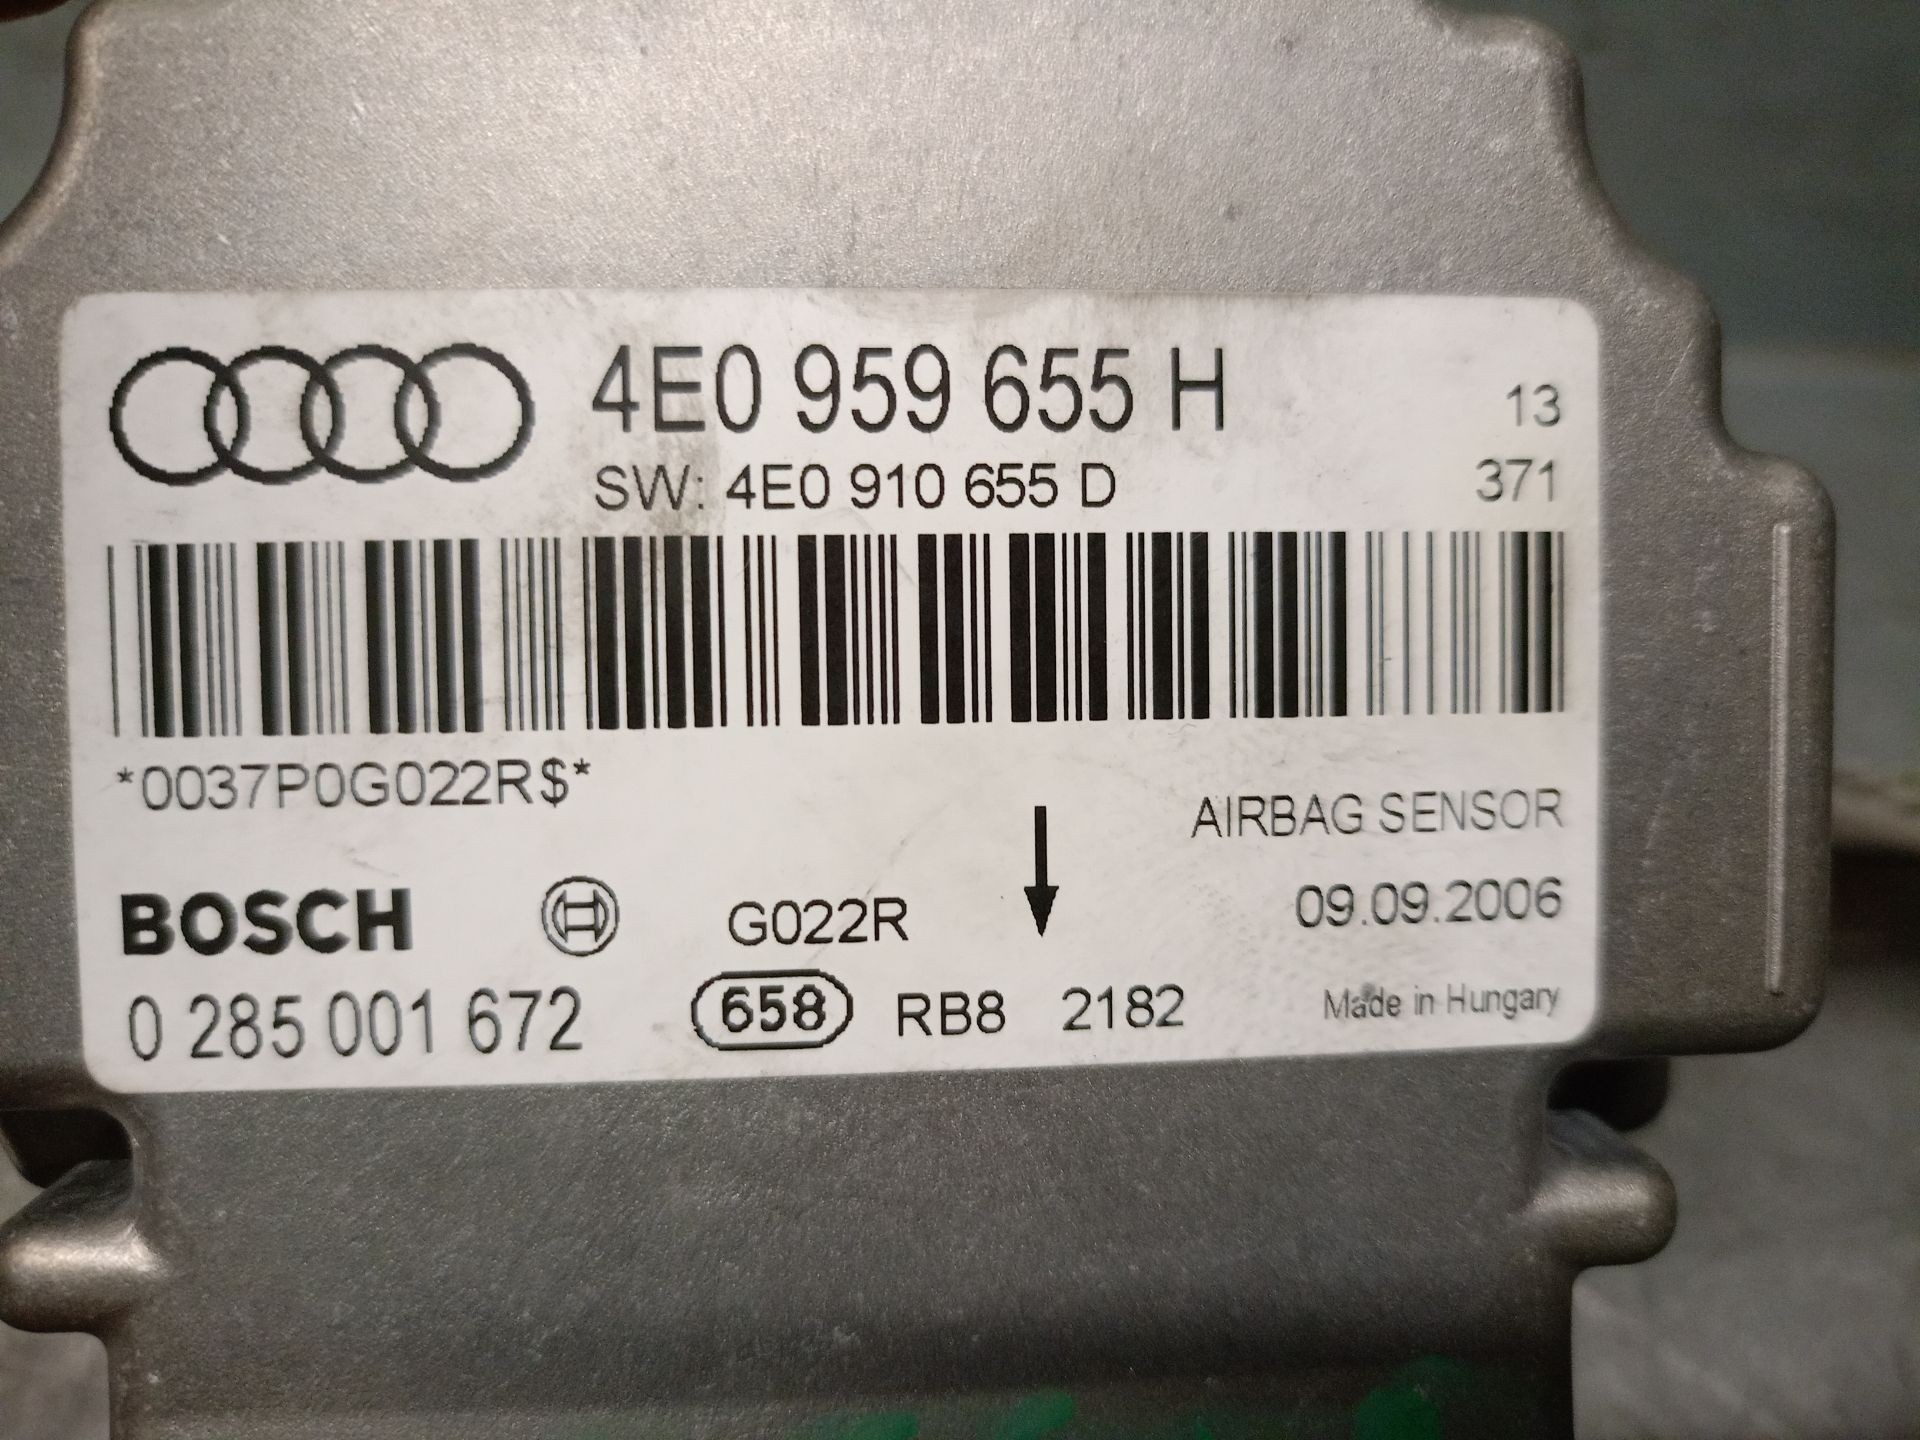 4E0 959 655 H
13
SW: 4E0 910 655 D
371
*0037P0G022R$*
AIRBAG SENSOR
BOSCH
G022R
09.09.2006
0 285 001 672
658
RB8 2182
Made in Hungary